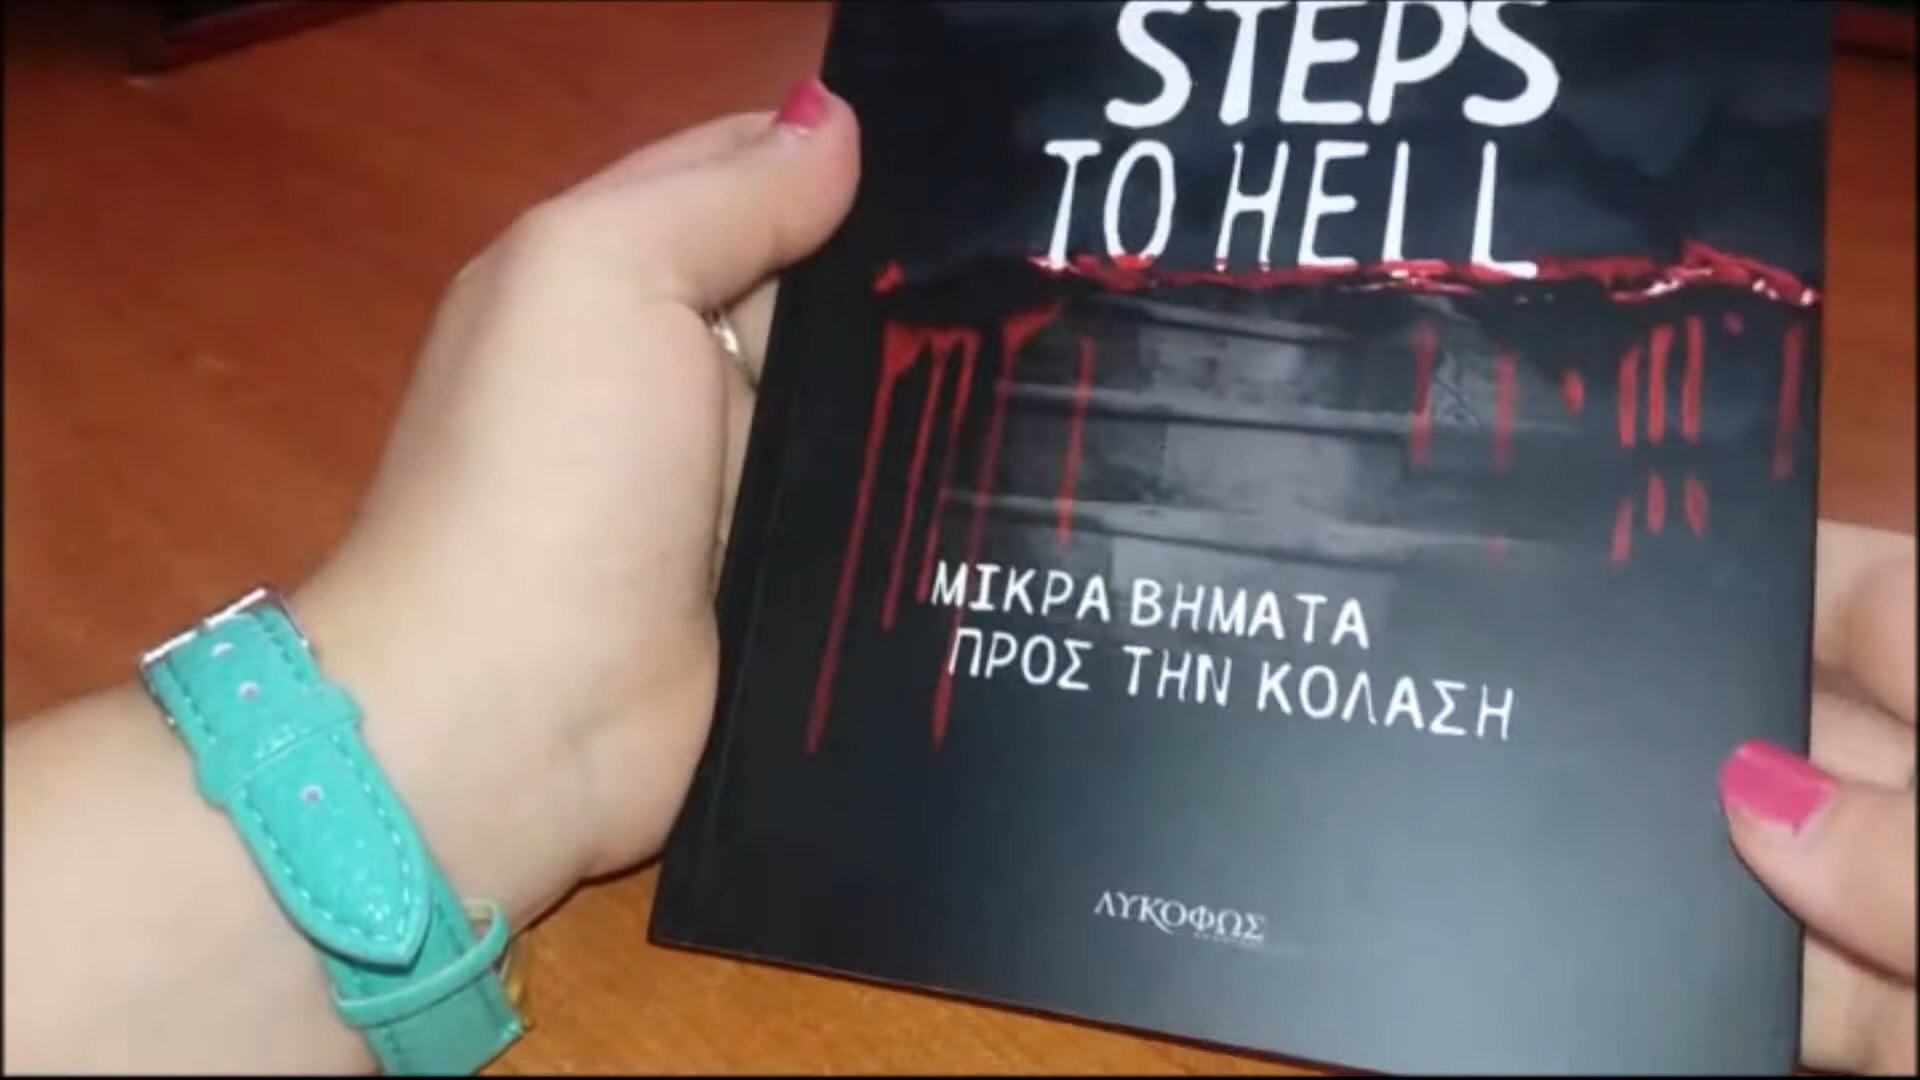 STEPS
TO HELL
ΜΙΚΡΑ ΒΗΜΑΤΑ
ΠΡΟΣ ΤΗΝ ΚΟΛΑΣΗ
ΛΥΚΟΦΩΣ